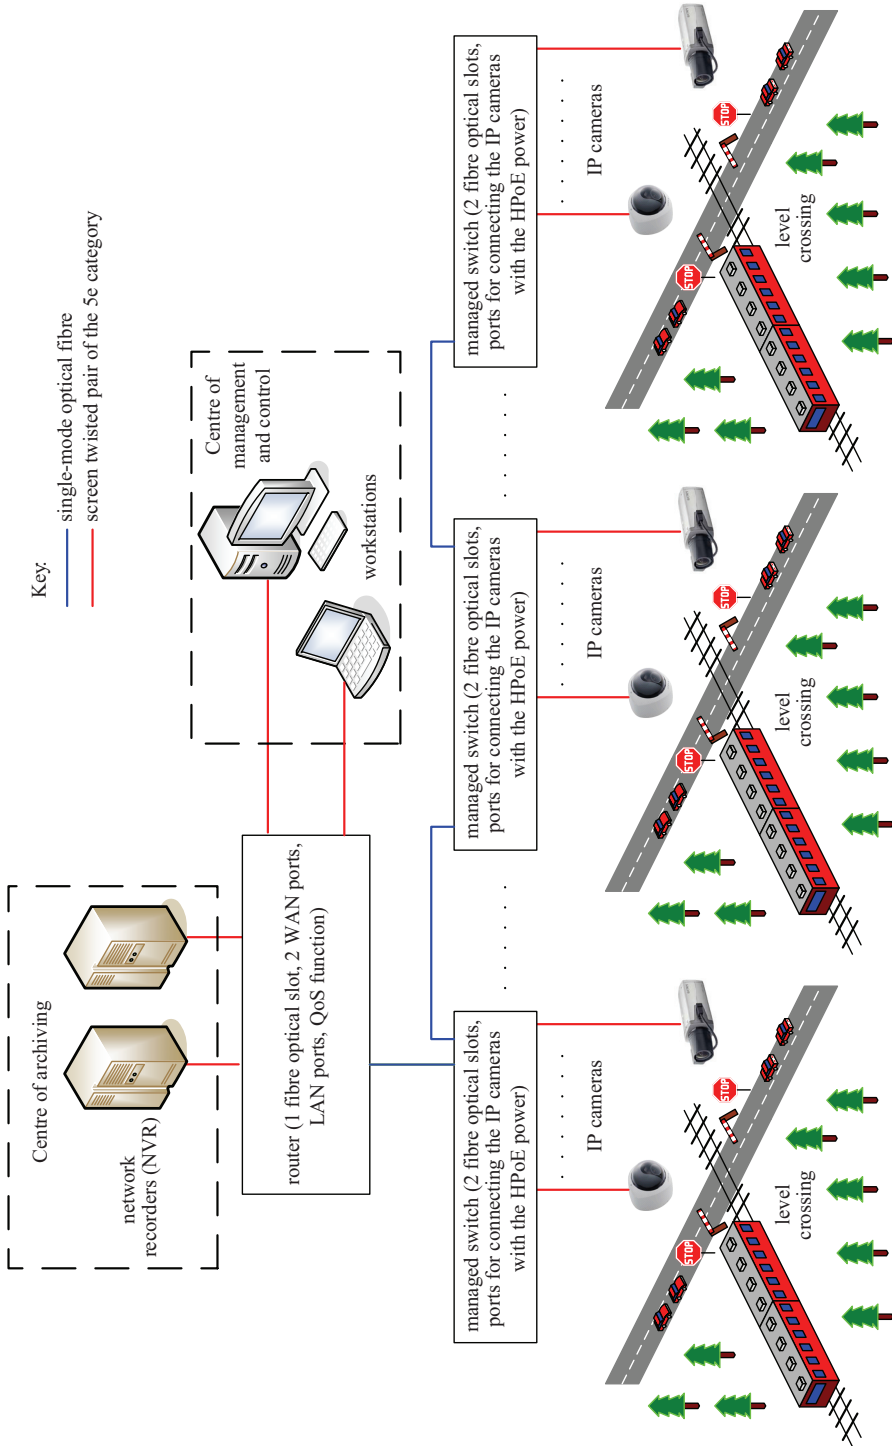 Key.
single-mode optical fibre
screen twisted pair of the 5e category
Centre of archiving
network
recorders (NVR)
router (1 fibre optical slot, 2 WAN ports,
LAN ports, QoS function)
Centre of
management
and control
workstations
managed switch (2 fibre optical slots,
ports for connecting the IP cameras
with the HPoE power)
IP cameras
STOP
STOP
level
crossing
managed switch (2 fibre optical slots,
ports for connecting the IP cameras
with the HPoE power)
IP cameras
STOP
STOP
level
crossing
managed switch (2 fibre optical slots,
ports for connecting the IP cameras
with the HPoE power)
IP cameras
STOP
STOP
level
crossing